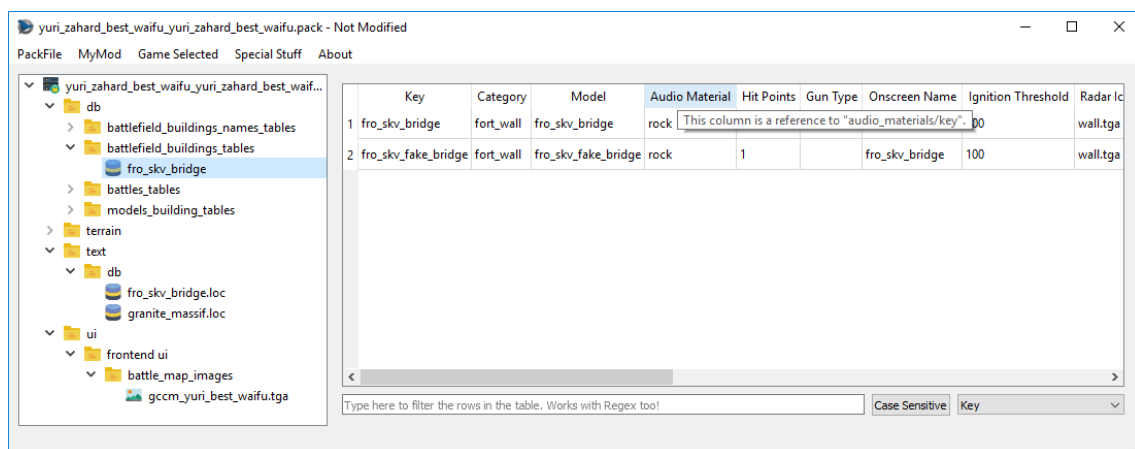 yuri_zahard_best_waifu_yuri_zahard_best_waifu.pack - Not Modified
PackFile MyMod Game Selected Special Stuff About
yuri_zahard_best_waifu_yuri_zahard_best_waif...
db
battlefield_buildings_names_tables
battlefield_buildings_tables
fro_skv_bridge
battles_tables
models_building_tables
terrain
text
db
fro_skv_bridge.loc
granite_massif.loc
ui
frontend ui
battle_map_images
gccm_yuri_best_waifu.tga
Key Category Model Audio Material Hit Points Gun Type Onscreen Name Ignition Threshold Radar Ic
1 fro_skv_bridge fort_wall fro_skv_bridge rock 00 wall.tga
This column is a reference to "audio_materials/key".
2 fro_skv_fake_bridge fort_wall fro_skv_fake_bridge rock 1 fro_skv_bridge 100 wall.tga
Type here to filter the rows in the table. Works with Regex too! Case Sensitive Key